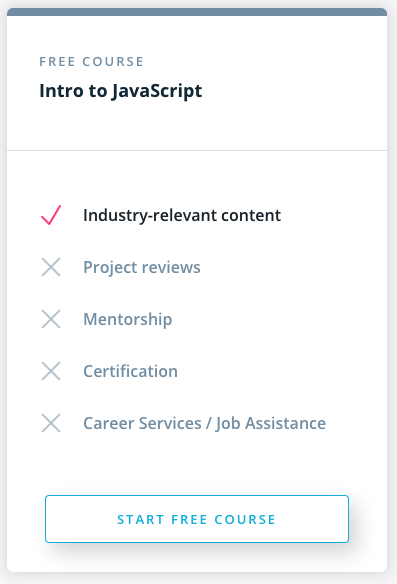 FREE COURSE
Intro to JavaScript
Industry-relevant content
Project reviews
Mentorship
Certification
Career Services / Job Assistance
START FREE COURSE